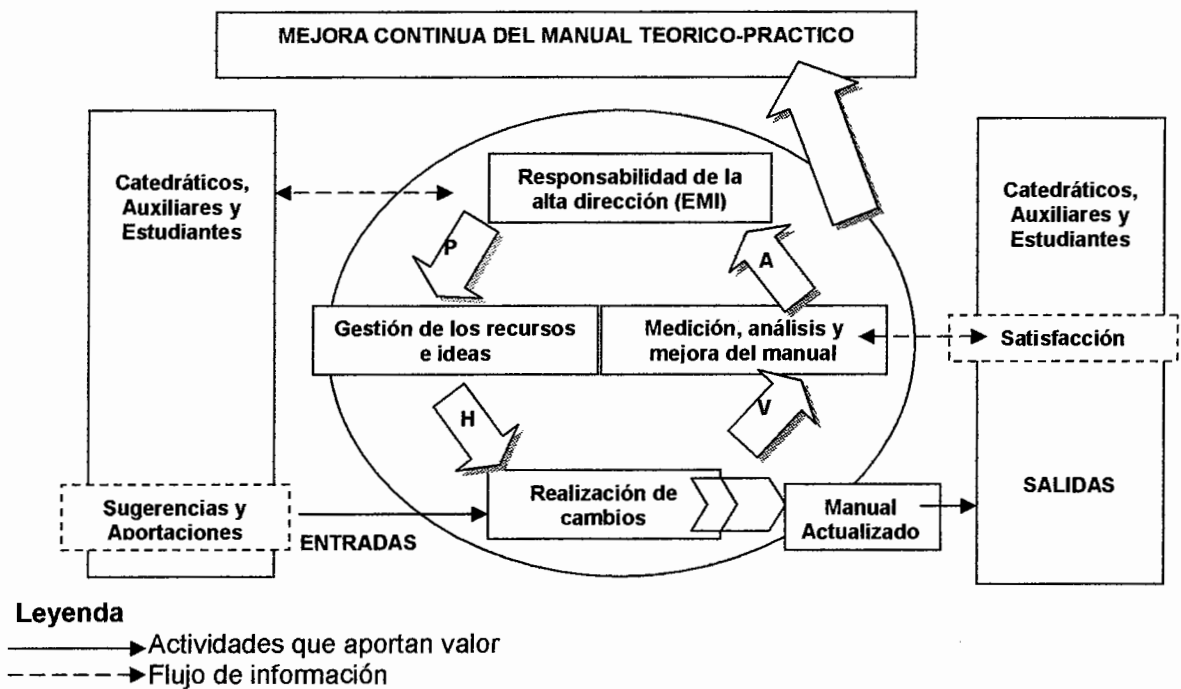 MEJORA CONTINUA DEL MANUAL TEORICO-PRACTICO
Catedráticos,
Auxiliares y
Estudiantes
Responsabilidad de la
alta dirección (EMI)
Catedráticos,
Auxiliares y
Estudiantes
P
A
Gestión de los recursos
e ideas
Medición, análisis y
mejora del manual
Satisfacción
H
V
Sugerencias y
Aportaciones
ENTRADAS
Realización de
cambios
Manual
Actualizado
SALIDAS
Leyenda
Actividades que aportan valor
Flujo de información